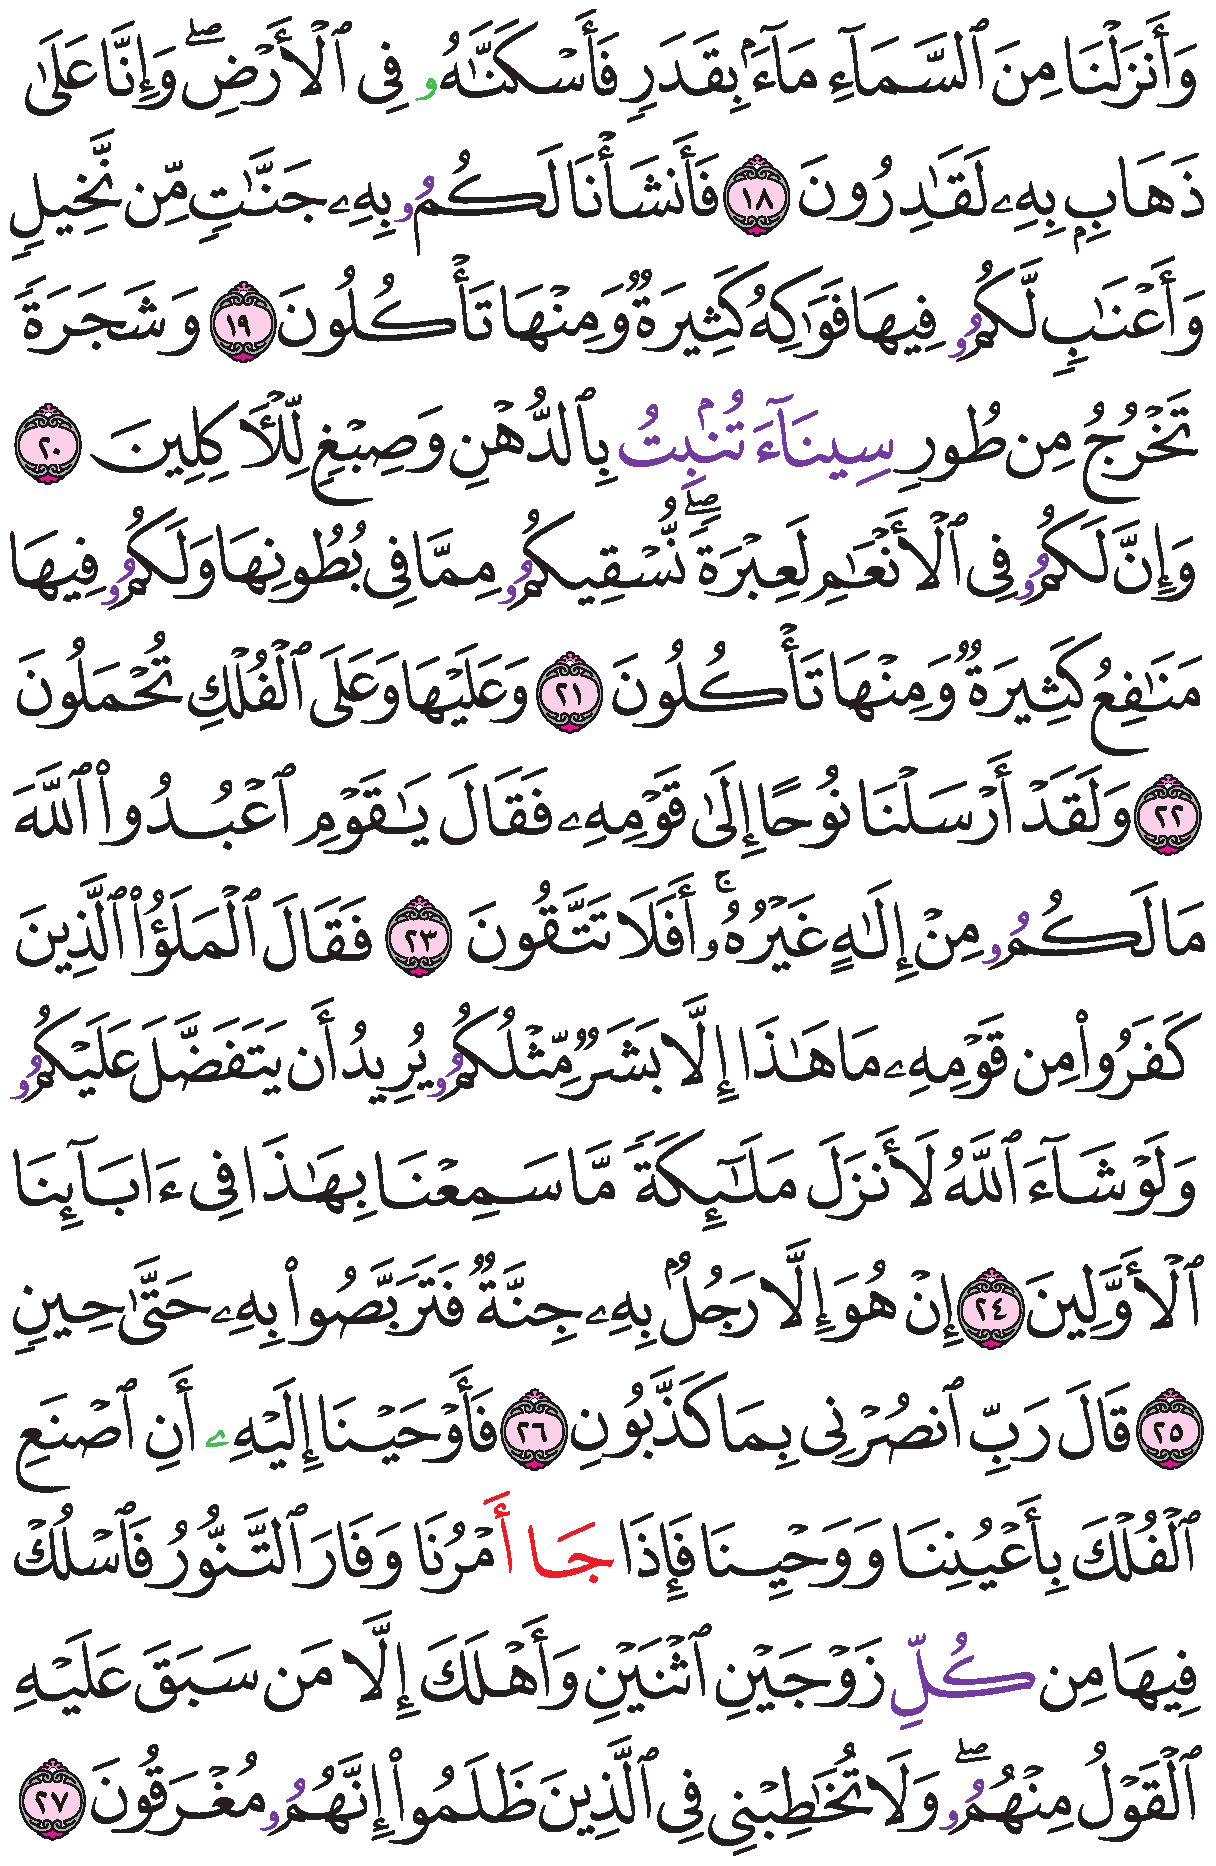 وَأَنزَلْنَا مِنَ ٱلسَّمَآءِ مَآءَۢ بِقَدَرٍ فَأَسْكَنَّٰهُۥ فِى ٱلْأَرْضِۖ وَإِنَّا عَلَىٰ
ذَهَابِۭ بِهِۦ لَقَٰدِرُونَ ١٨ فَأَنشَأْنَا لَكُمُۥ بِهِۦ جَنَّٰتٍ مِّن نَّخِيلٍ
وَأَعْنَٰبٍ لَّكُمُۥ فِيهَا فَوَٰكِهُ كَثِيرَةٌ وَمِنْهَا تَأْكُلُونَ ١٩ وَشَجَرَةً
تَخْرُجُ مِن طُورِ سِينَآءَ تُنۢبِتُ بِٱلدُّهْنِ وَصِبْغٍ لِّلْأَكِلِينَ ٢٠
وَإِنَّ لَكُمُۥ فِى ٱلْأَنْعَٰمِ لَعِبْرَةًۖ نُّسْقِيكُمُۥ مِمَّا فِى بُطُونِهَا وَلَكُمُۥ فِيهَا
مَنَٰفِعُ كَثِيرَةٌ وَمِنْهَا تَأْكُلُونَ ٢١ وَعَلَيْهَا وَعَلَى ٱلْفُلْكِ تُحْمَلُونَ
٢٢ وَلَقَدْ أَرْسَلْنَا نُوحًا إِلَىٰ قَوْمِهِۦ فَقَالَ يَٰقَوْمِ ٱعْبُدُوا۟ ٱللَّهَ
مَا لَكُمُۥ مِنْ إِلَٰهٍ غَيْرُهُۥٓۚ أَفَلَا تَتَّقُونَ ٢٣ فَقَالَ ٱلْمَلَؤُا۟ ٱلَّذِينَ
كَفَرُوا۟ مِن قَوْمِهِۦ مَا هَٰذَا إِلَّا بَشَرٌ مِّثْلُكُمُۥ يُرِيدُ أَن يَتَفَضَّلَ عَلَيْكُمُۥ
وَلَوْ شَآءَ ٱللَّهُ لَأَنزَلَ مَلَٰٓئِكَةً مَّا سَمِعْنَا بِهَٰذَا فِى ءَابَآئِنَا
ٱلْأَوَّلِينَ ٢٤ إِنْ هُوَ إِلَّا رَجُلٌۢ بِهِۦ جِنَّةٌ فَتَرَبَّصُوا۟ بِهِۦ حَتَّىٰ حِينٍ
٢٥ قَالَ رَبِّ ٱنصُرْنِى بِمَا كَذَّبُونِ ٢٦ فَأَوْحَيْنَا إِلَيْهِۦ أَنِ ٱصْنَعِ
ٱلْفُلْكَ بِأَعْيُنِنَا وَوَحْيِنَا فَإِذَا جَا أَمْرُنَا وَفَارَ ٱلتَّنُّورُ فَٱسْلُكْ
فِيهَا مِن كُلِّ زَوْجَيْنِ ٱثْنَيْنِ وَأَهْلَكَ إِلَّا مَن سَبَقَ عَلَيْهِ
ٱلْقَوْلُ مِنْهُمُۥۖ وَلَا تُخَٰطِبْنِى فِى ٱلَّذِينَ ظَلَمُوا۟ إِنَّهُمُۥ مُغْرَقُونَ ٢٧